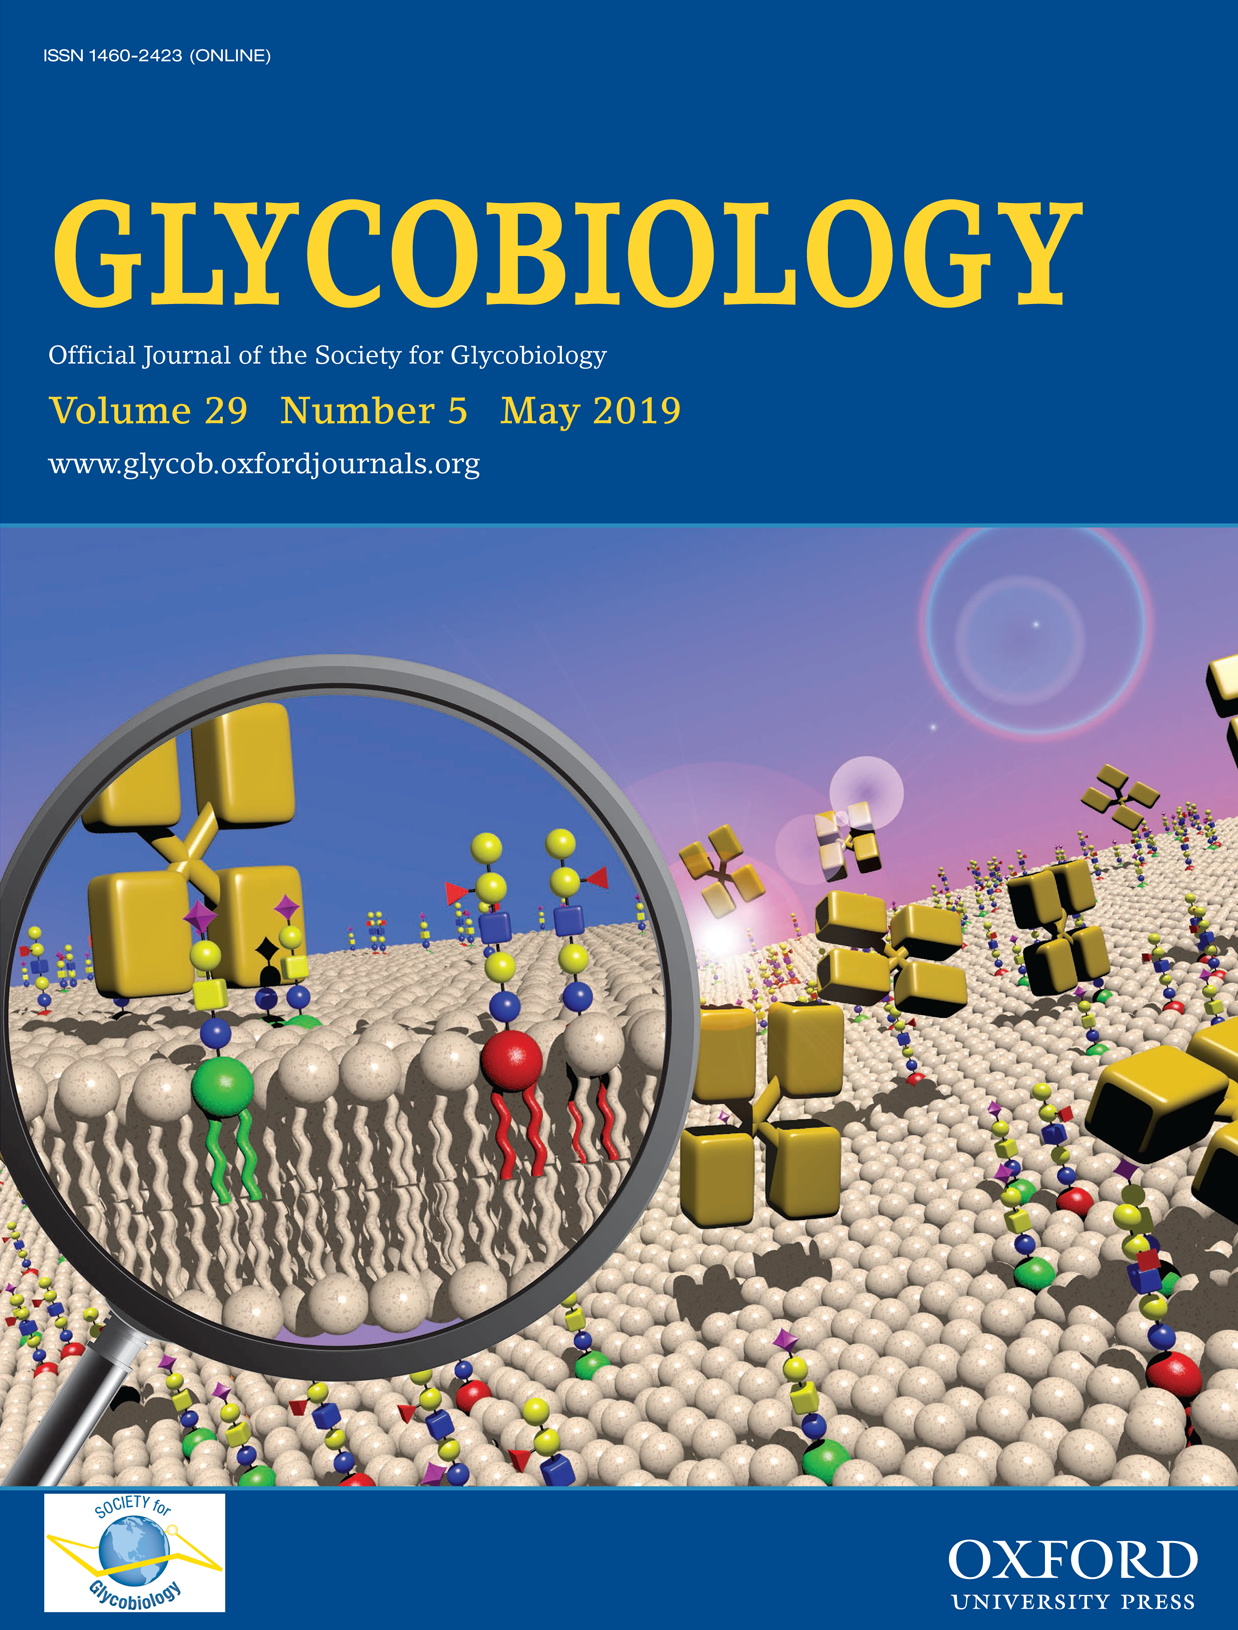 ISSN 1460-2423 (ONLINE)
GLYCOBIOLOGY
Official Journal of the Society for Glycobiology
Volume 29 Number 5 May 2019
www.glycob.oxfordjournals.org
SOCIETY for
Glycobiology
OXFORD
UNIVERSITY PRESS